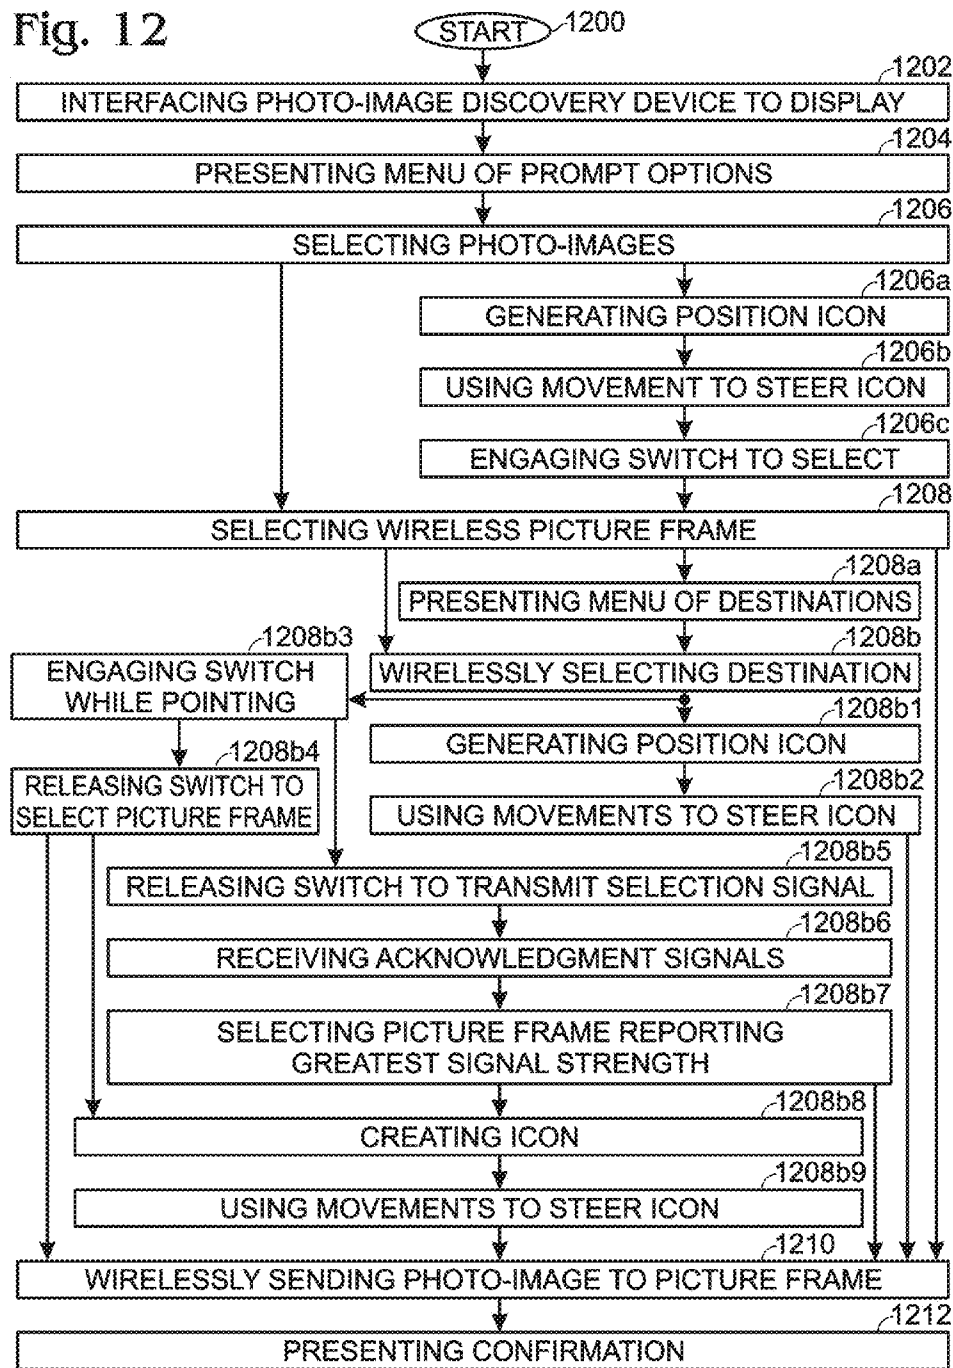 Fig. 12
START
1200
1202
INTERFACING PHOTO-IMAGE DISCOVERY DEVICE TO DISPLAY
1204
PRESENTING MENU OF PROMPT OPTIONS
1206
SELECTING PHOTO-IMAGES
1206a
GENERATING POSITION ICON
1206b
USING MOVEMENT TO STEER ICON
1206c
ENGAGING SWITCH TO SELECT
1208
SELECTING WIRELESS PICTURE FRAME
1208a
PRESENTING MENU OF DESTINATIONS
1208b
WIRELESSLY SELECTING DESTINATION
1208b3
ENGAGING SWITCH
WHILE POINTING
1208b1
GENERATING POSITION ICON
1208b4
RELEASING SWITCH TO
SELECT PICTURE FRAME
1208b2
USING MOVEMENTS TO STEER ICON
1208b5
RELEASING SWITCH TO TRANSMIT SELECTION SIGNAL
1208b6
RECEIVING ACKNOWLEDGMENT SIGNALS
1208b7
SELECTING PICTURE FRAME REPORTING
GREATEST SIGNAL STRENGTH
1208b8
CREATING ICON
1208b9
USING MOVEMENTS TO STEER ICON
1210
WIRELESSLY SENDING PHOTO-IMAGE TO PICTURE FRAME
1212
PRESENTING CONFIRMATION